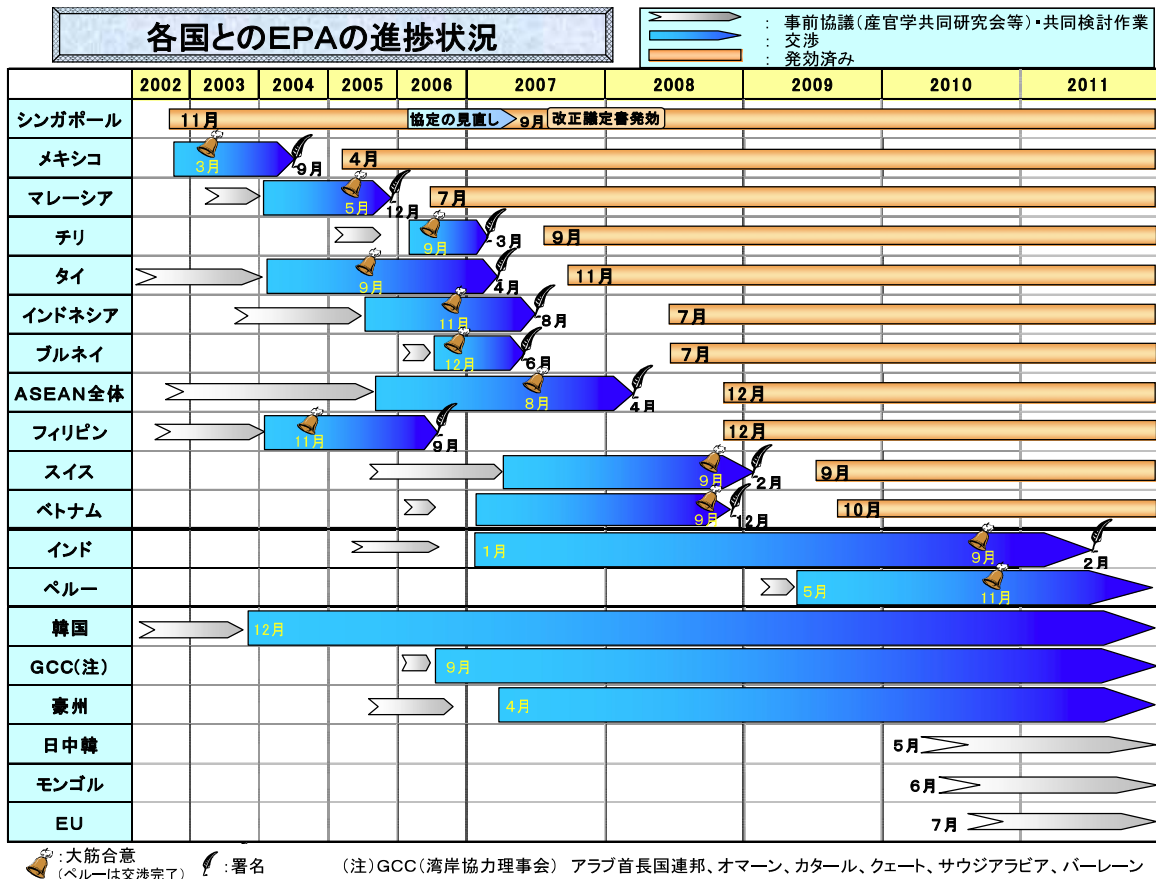 各国とのEPAの進捗状況
： 事前協議（産官学共同研究会等）・共同検討作業
： 交渉
： 発効済み
2002 2003 2004 2005 2006 2007 2008 2009 2010 2011
シンガポール 11月 協定の見直し 9月 改正議定書発効
メキシコ 3月 9月 4月
マレーシア 5月 12月 7月
チリ 9月 3月 9月
タイ 9月 4月 11月
インドネシア 11月 8月 7月
ブルネイ 12月 6月 7月
ASEAN全体 8月 4月 12月
フィリピン 11月 9月 12月
スイス 9月 2月 9月
ベトナム 9月 12月 10月
インド 1月 9月 2月
ペルー 5月 11月
韓国 12月
GCC(注) 9月
豪州 4月
日中韓 5月
モンゴル 6月
EU 7月
：大筋合意
（ペルーは交渉完了）
：署名
（注）GCC（湾岸協力理事会） アラブ首長国連邦、オマーン、カタール、クェート、サウジアラビア、バーレーン